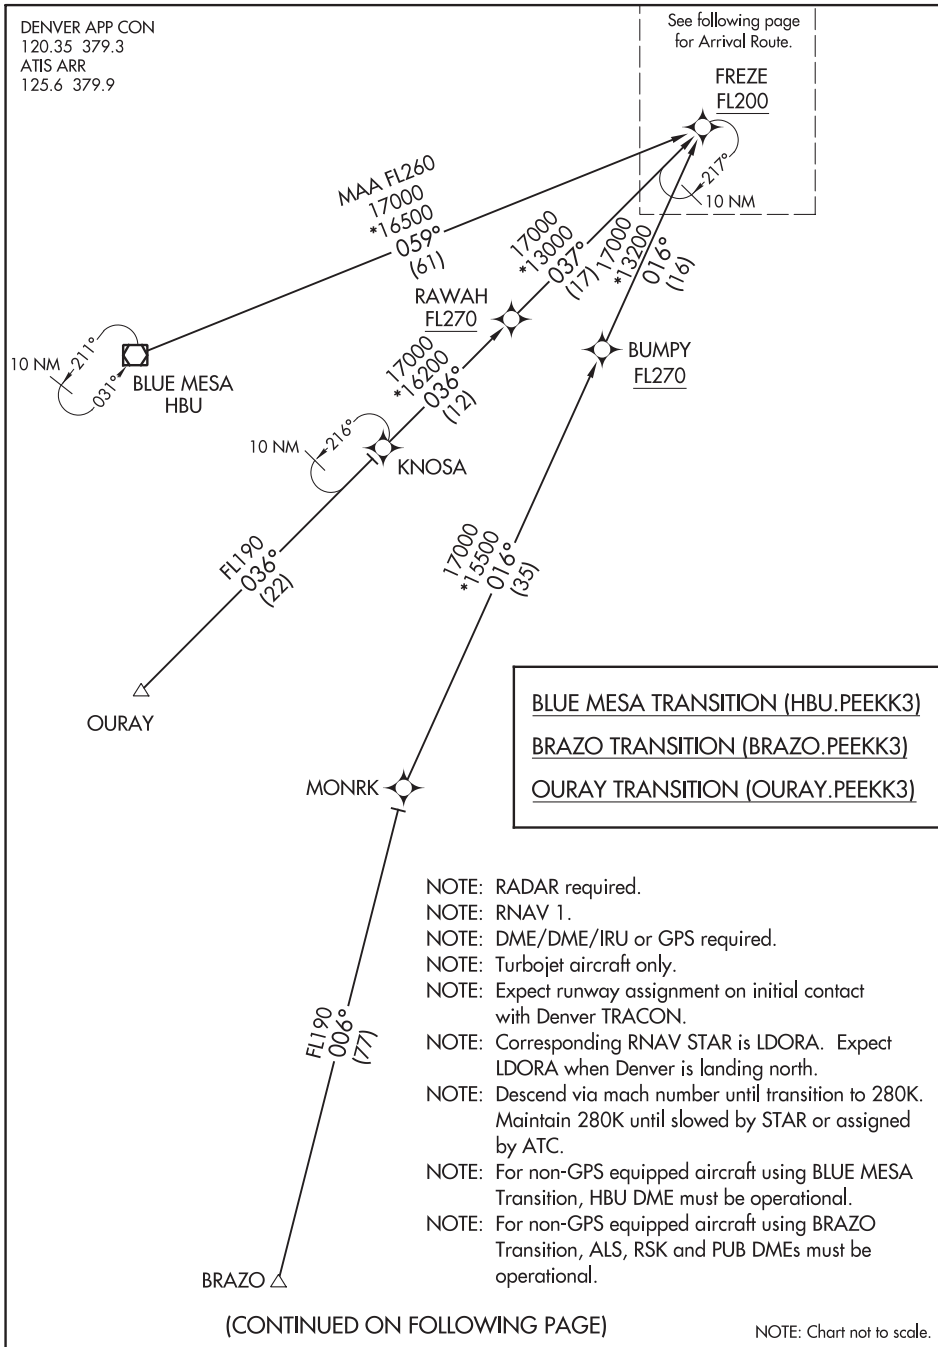 DENVER APP CON
120.35 379.3
ATIS ARR
125.6 379.9
See following page
for Arrival Route.
FREZE
FL200
217°
10 NM
MAA FL260
17000
*16500
059°
(61)
17000
*13000
037°
(17)
17000
*13200
016°
(16)
RAWAH
FL270
10 NM
211°
031°
BLUE MESA
HBU
17000
*16200
036°
(12)
BUMPY
FL270
10 NM
216°
KNOSA
FL190
036°
(22)
17000
*15500
016°
(35)
OURAY
BLUE MESA TRANSITION (HBU.PEEKK3)
BRAZO TRANSITION (BRAZO.PEEKK3)
OURAY TRANSITION (OURAY.PEEKK3)
MONRK
NOTE: RADAR required.
NOTE: RNAV 1.
NOTE: DME/DME/IRU or GPS required.
NOTE: Turbojet aircraft only.
NOTE: Expect runway assignment on initial contact
with Denver TRACON.
NOTE: Corresponding RNAV STAR is LDORA. Expect
LDORA when Denver is landing north.
NOTE: Descend via mach number until transition to 280K.
Maintain 280K until slowed by STAR or assigned
by ATC.
NOTE: For non-GPS equipped aircraft using BLUE MESA
Transition, HBU DME must be operational.
NOTE: For non-GPS equipped aircraft using BRAZO
Transition, ALS, RSK and PUB DMEs must be
operational.
FL190
006°
(77)
BRAZO
(CONTINUED ON FOLLOWING PAGE)
NOTE: Chart not to scale.